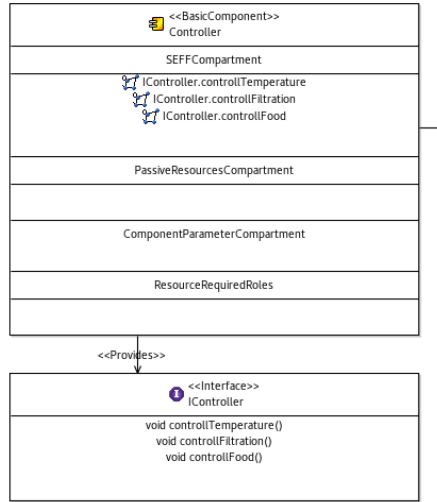 <<BasicComponent>>
Controller
SEFFCompartment
IController.controllTemperature
IController.controllFiltration
IController.controllFood
PassiveResourcesCompartment
ComponentParameterCompartment
ResourceRequiredRoles
<<Provides>>
I
<<Interface>>
IController
void controllTemperature()
void controllFiltration()
void controllFood()